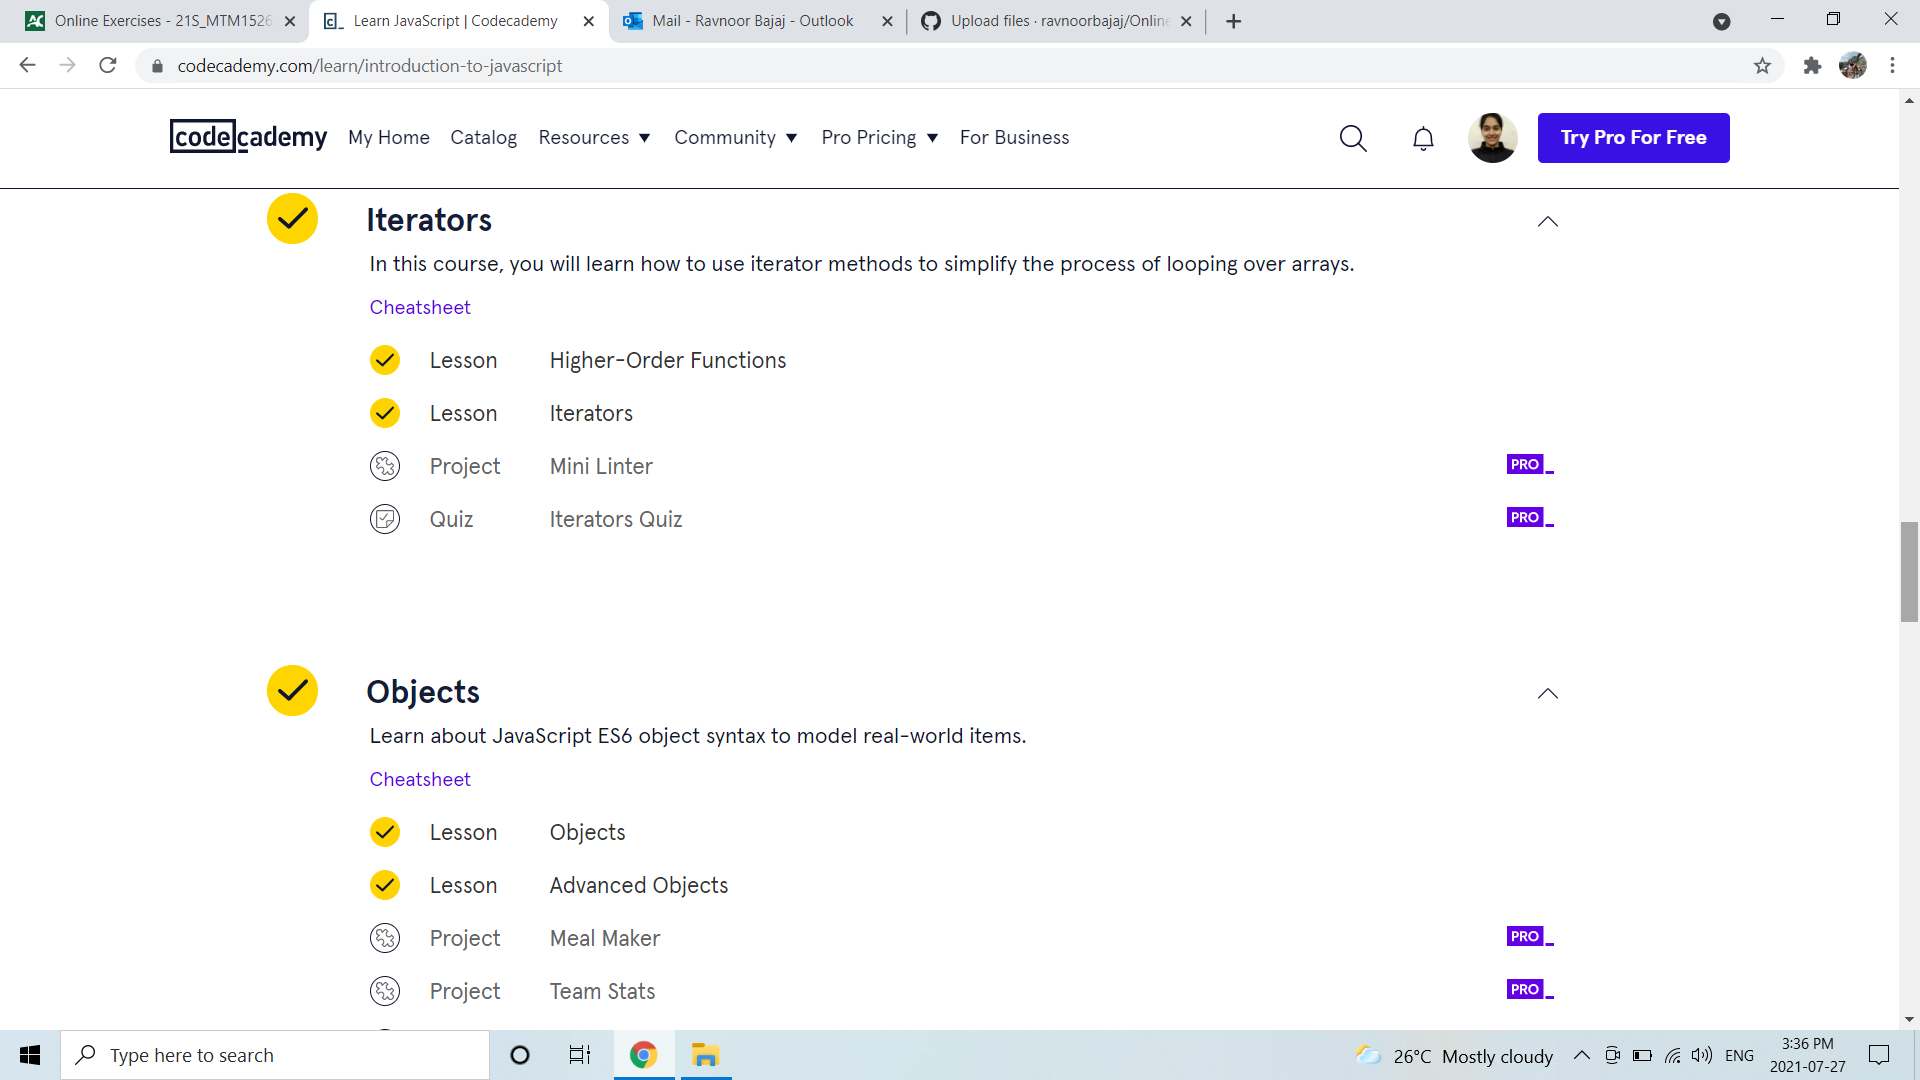 Online Exercises - 21S_MTM1526
Learn JavaScript | Codecademy
Mail - Ravnoor Bajaj - Outlook
Upload files · ravnoorbajaj/Online
codecademy.com/learn/introduction-to-javascript
codecademy My Home Catalog Resources Community Pro Pricing For Business Try Pro For Free
Iterators
In this course, you will learn how to use iterator methods to simplify the process of looping over arrays.
Cheatsheet
Lesson Higher-Order Functions
Lesson Iterators
Project Mini Linter PRO
Quiz Iterators Quiz PRO
Objects
Learn about JavaScript ES6 object syntax to model real-world items.
Cheatsheet
Lesson Objects
Lesson Advanced Objects
Project Meal Maker PRO
Project Team Stats PRO
Type here to search
26°C Mostly cloudy
ENG
3:36 PM
2021-07-27